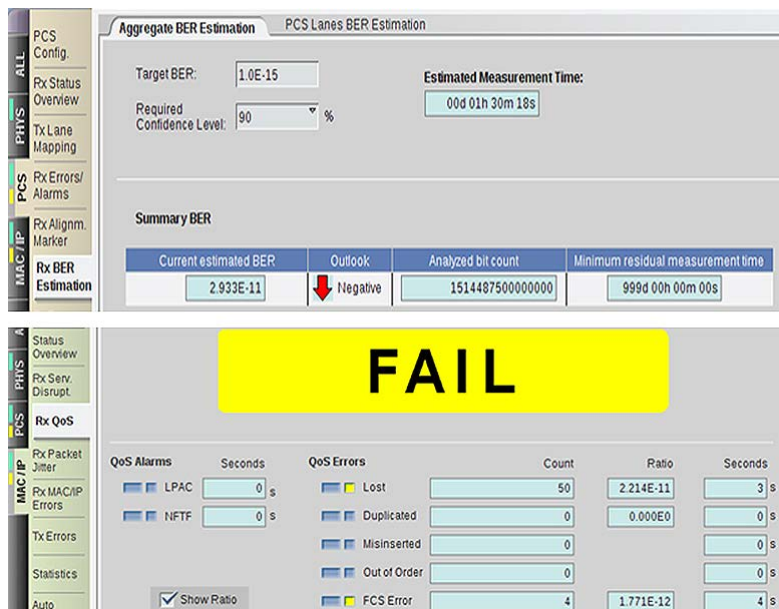 Aggregate BER Estimation PCS Lanes BER Estimation
ALL
PHYS
PCS
MAC / IP
PCS
Config.
Rx Status
Overview
Tx Lane
Mapping
Rx Errors/
Alarms
Rx Alignm.
Marker
Rx BER
Estimation
Target BER: 1.0E-15
Required
Confidence Level: 90 %
Estimated Measurement Time:
00d 01h 30m 18s
Summary BER
Current estimated BER Outlook Analyzed bit count Minimum residual measurement time
2.933E-11 Negative 1514487500000000 999d 00h 00m 00s
PHYS
PCS
MAC / IP
Status
Overview
Rx Serv.
Disrupt.
Rx QoS
Rx Packet
Jitter
Rx MAC/IP
Errors
Tx Errors
Statistics
Auto
FAIL
QoS Alarms Seconds QoS Errors Count Ratio Seconds
LPAC 0 s Lost 50 2.214E-11 3 s
NFTF 0 s Duplicated 0 0.000E0 0 s
Misinserted 0 0 s
Out of Order 0 0 s
Show Ratio FCS Error 4 1.771E-12 4 s